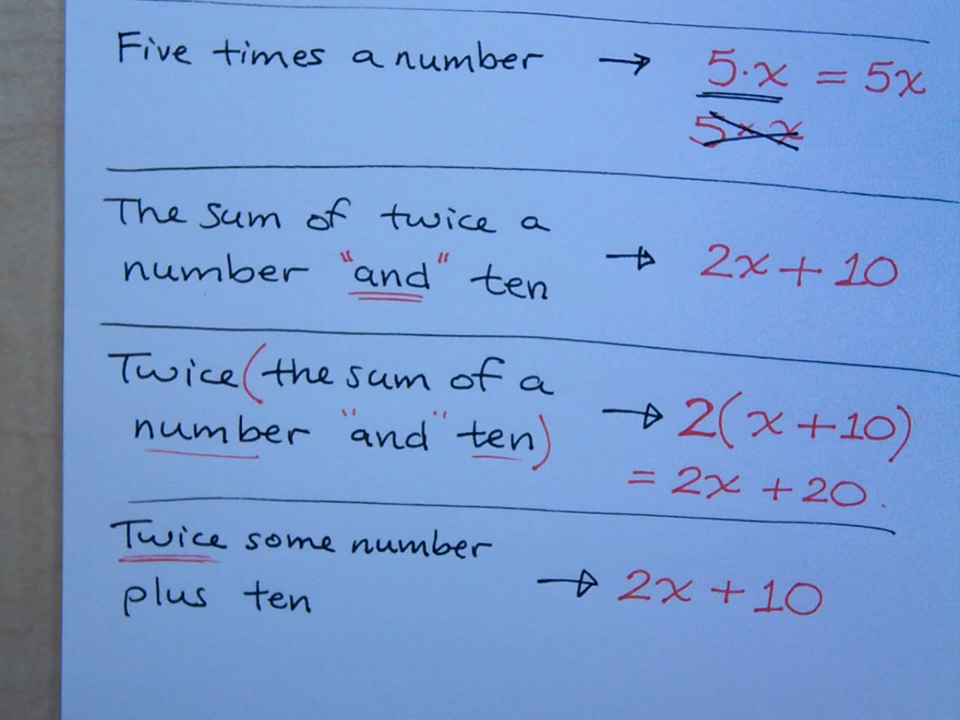 Five times a number → 5·x = 5x
5×x
The sum of twice a
number "and" ten → 2x + 10
Twice (the sum of a
number "and" ten) → 2(x + 10)
= 2x + 20.
Twice some number
plus ten → 2x + 10